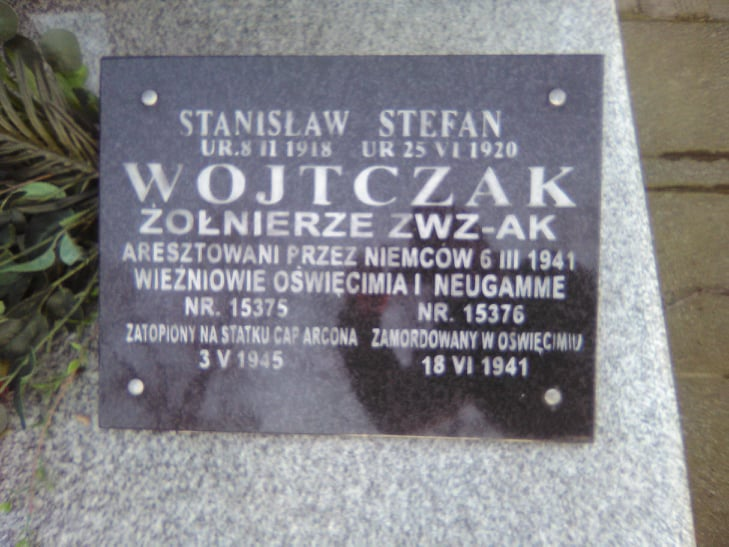 STANISŁAW STEFAN
UR.8 II 1918 UR 25 VI 1920
WOJTCZAK
ŻOŁNIERZE ZWZ-AK
ARESZTOWANI PRZEZ NIEMCÓW 6 III 1941
WIEŹNIOWIE OŚWIĘCIMIA I NEUGAMME
NR. 15375 NR. 15376
ZATOPIONY NA STATKU CAP ARCONA ZAMORDOWANY W OŚWIĘCIMIU
3 V 1945 18 VI 1941